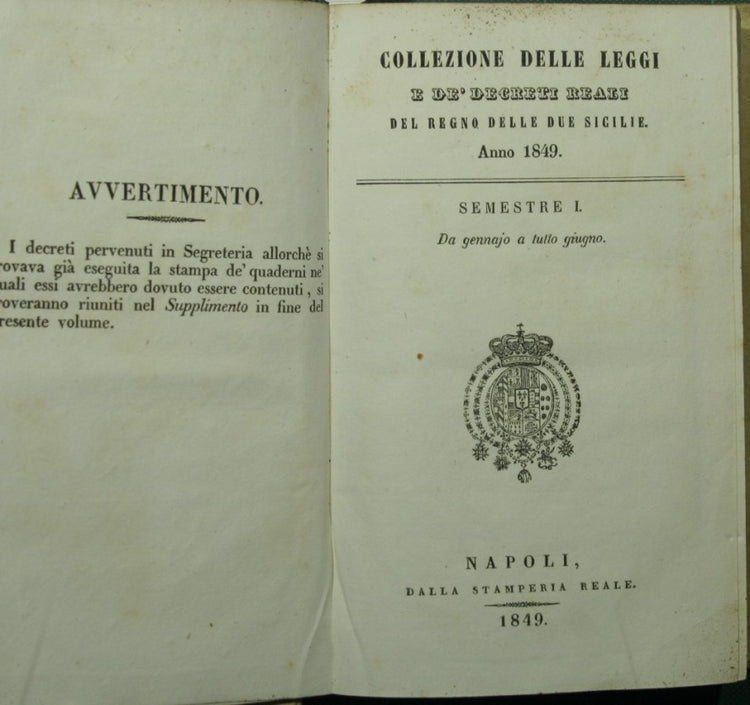 AVVERTIMENTO.
I decreti pervenuti in Segreteria allorchè si
rovava già eseguita la stampa de' quaderni ne'
uali essi avrebbero dovuto essere contenuti, si
roveranno riuniti nel Supplimento in fine del
resente volume.
COLLEZIONE DELLE LEGGI
E DE' DECRETI REALI
DEL REGNO DELLE DUE SICILIE.
Anno 1849.
SEMESTRE I.
Da gennajo a tutto giugno.
NAPOLI,
DALLA STAMPERIA REALE.
1849.